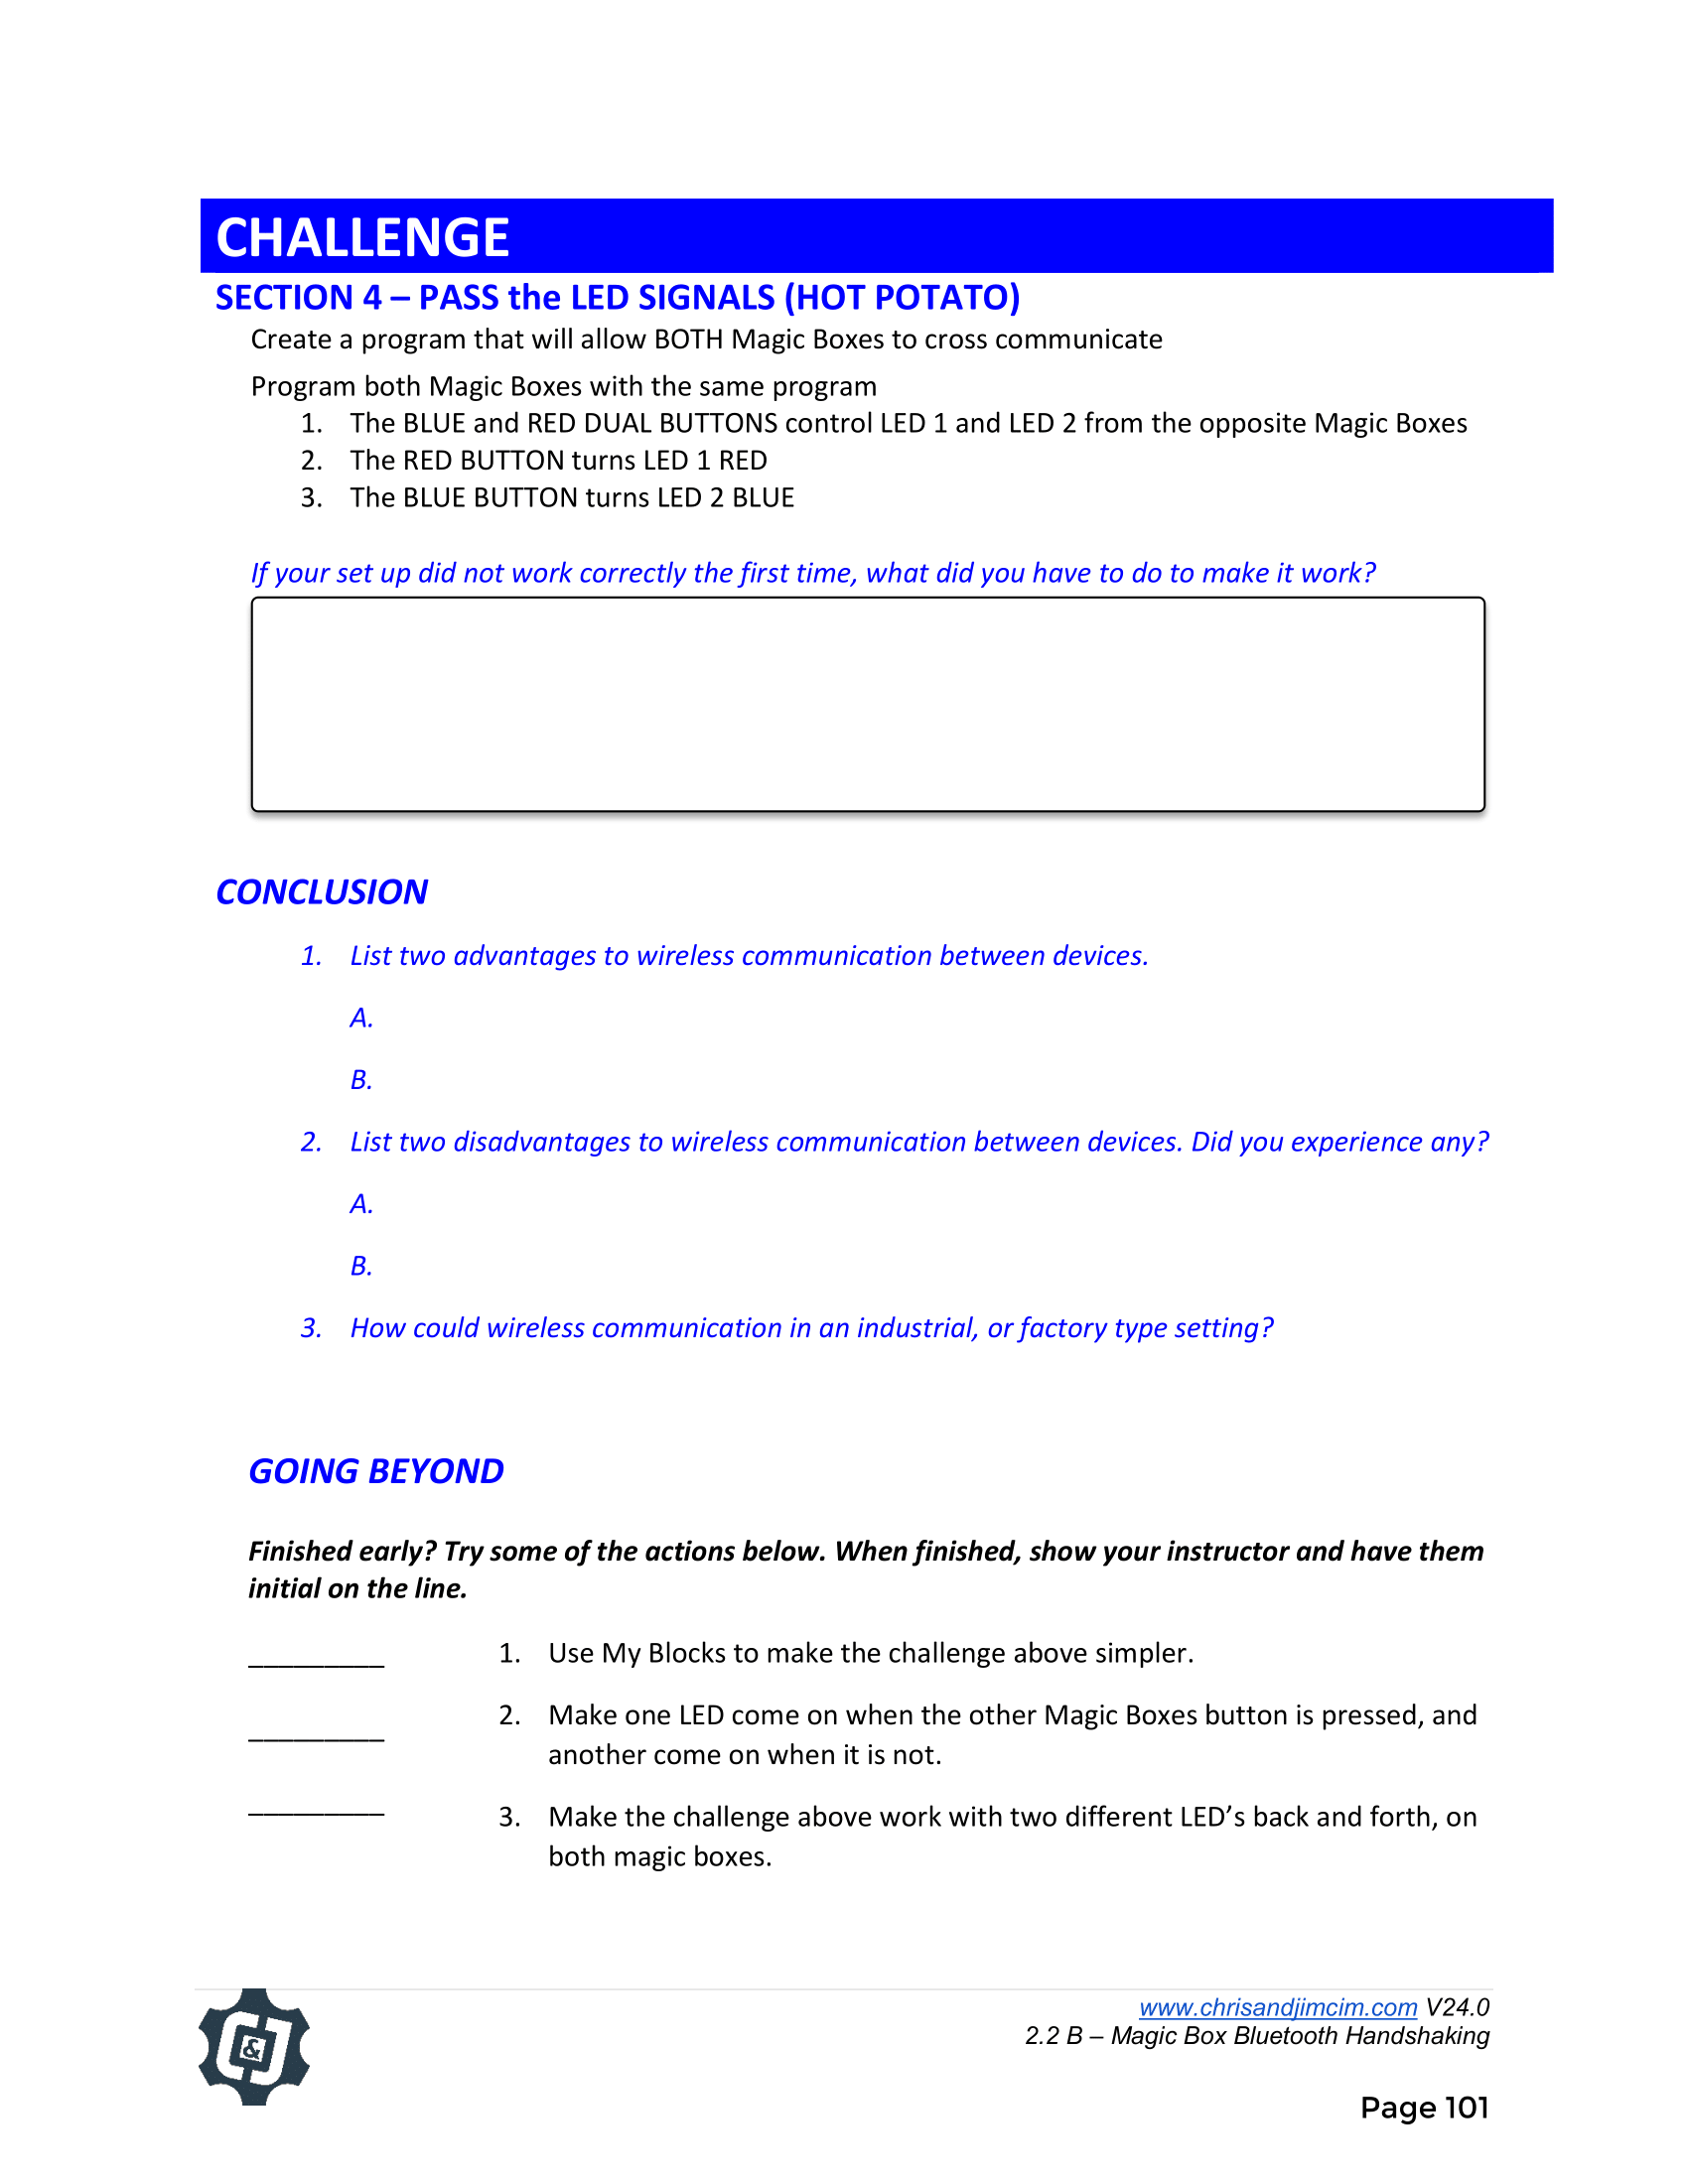 CHALLENGE
SECTION 4 – PASS the LED SIGNALS (HOT POTATO)
Create a program that will allow BOTH Magic Boxes to cross communicate
Program both Magic Boxes with the same program
1. The BLUE and RED DUAL BUTTONS control LED 1 and LED 2 from the opposite Magic Boxes
2. The RED BUTTON turns LED 1 RED
3. The BLUE BUTTON turns LED 2 BLUE
If your set up did not work correctly the first time, what did you have to do to make it work?
CONCLUSION
1. List two advantages to wireless communication between devices.
A.
B.
2. List two disadvantages to wireless communication between devices. Did you experience any?
A.
B.
3. How could wireless communication in an industrial, or factory type setting?
GOING BEYOND
Finished early? Try some of the actions below. When finished, show your instructor and have them
initial on the line.
_________ 1. Use My Blocks to make the challenge above simpler.
_________ 2. Make one LED come on when the other Magic Boxes button is pressed, and
another come on when it is not.
_________ 3. Make the challenge above work with two different LED’s back and forth, on
both magic boxes.
C&J
www.chrisandjimcim.com V24.0
2.2 B – Magic Box Bluetooth Handshaking
Page 101